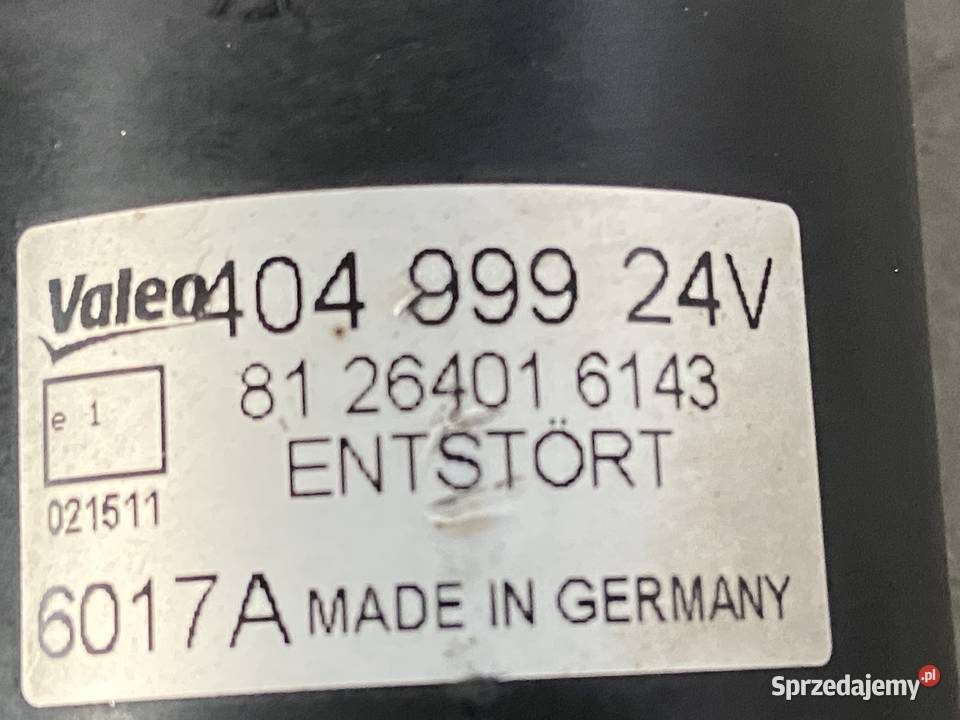 Valeo 404 999 24V
81 26401 6143
e 1
ENTSTÖRT
021511
6017A MADE IN GERMANY
Sprzedajemy.pl